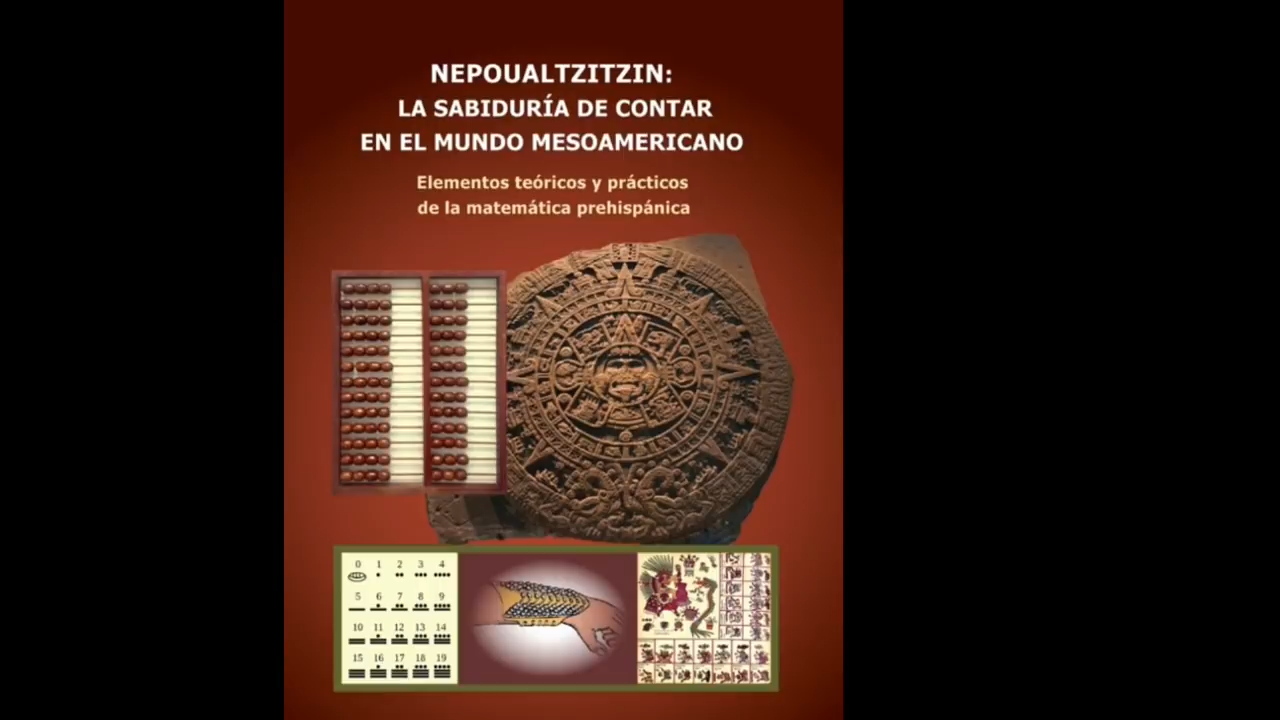 NEPOUALTZITZIN:
LA SABIDURÍA DE CONTAR
EN EL MUNDO MESOAMERICANO
Elementos teóricos y prácticos
de la matemática prehispánica
0 1 2 3 4
5 6 7 8 9
10 11 12 13 14
15 16 17 18 19